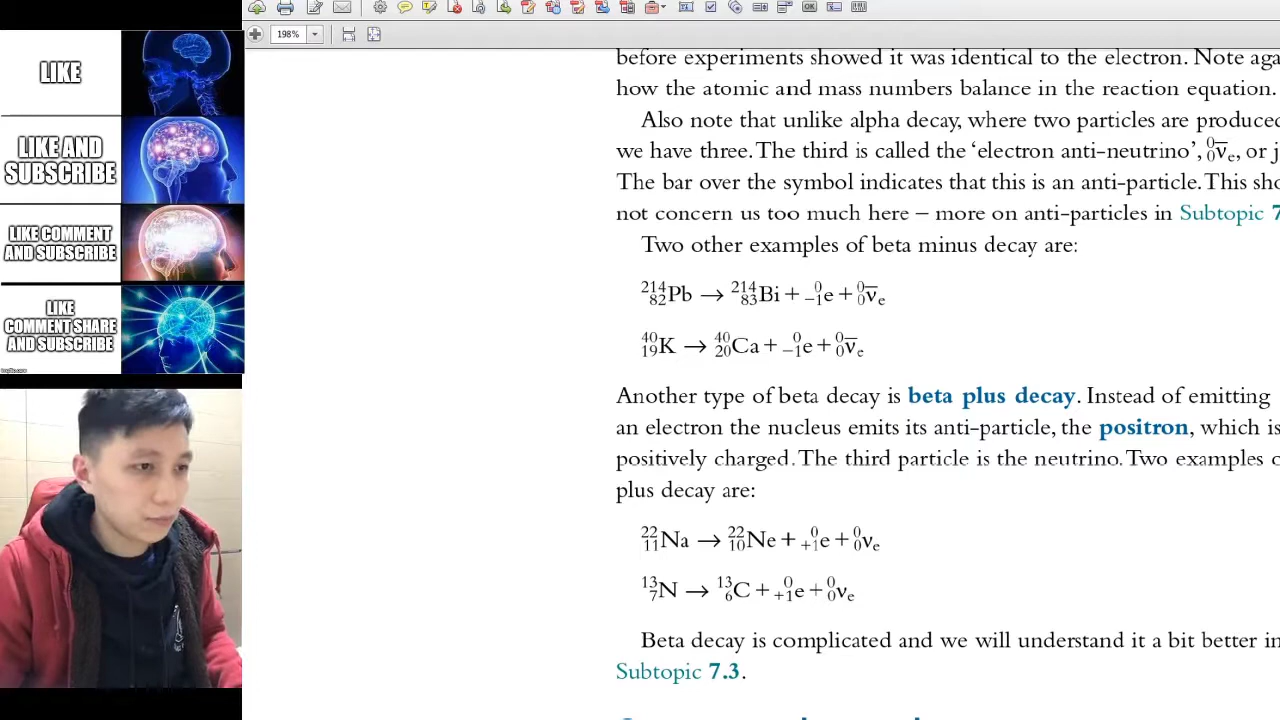 198%
LIKE
LIKE AND
SUBSCRIBE
LIKE COMMENT
AND SUBSCRIBE
LIKE
COMMENT SHARE
AND SUBSCRIBE
before experiments showed it was identical to the electron. Note aga
how the atomic and mass numbers balance in the reaction equation.
Also note that unlike alpha decay, where two particles are produced
we have three. The third is called the ‘electron anti-neutrino’, ⁰₀ν̅ₑ, or j
The bar over the symbol indicates that this is an anti-particle. This sho
not concern us too much here – more on anti-particles in Subtopic 7
Two other examples of beta minus decay are:
²¹⁴₈₂Pb → ²¹⁴₈₃Bi + ⁰₋₁e + ⁰₀ν̅ₑ
⁴⁰₁₉K → ⁴⁰₂₀Ca + ⁰₋₁e + ⁰₀ν̅ₑ
Another type of beta decay is beta plus decay. Instead of emitting
an electron the nucleus emits its anti-particle, the positron, which is
positively charged. The third particle is the neutrino. Two examples o
plus decay are:
²²₁₁Na → ²²₁₀Ne + ⁰₊₁e + ⁰₀νₑ
¹³₇N → ¹³₆C + ⁰₊₁e + ⁰₀νₑ
Beta decay is complicated and we will understand it a bit better in
Subtopic 7.3.